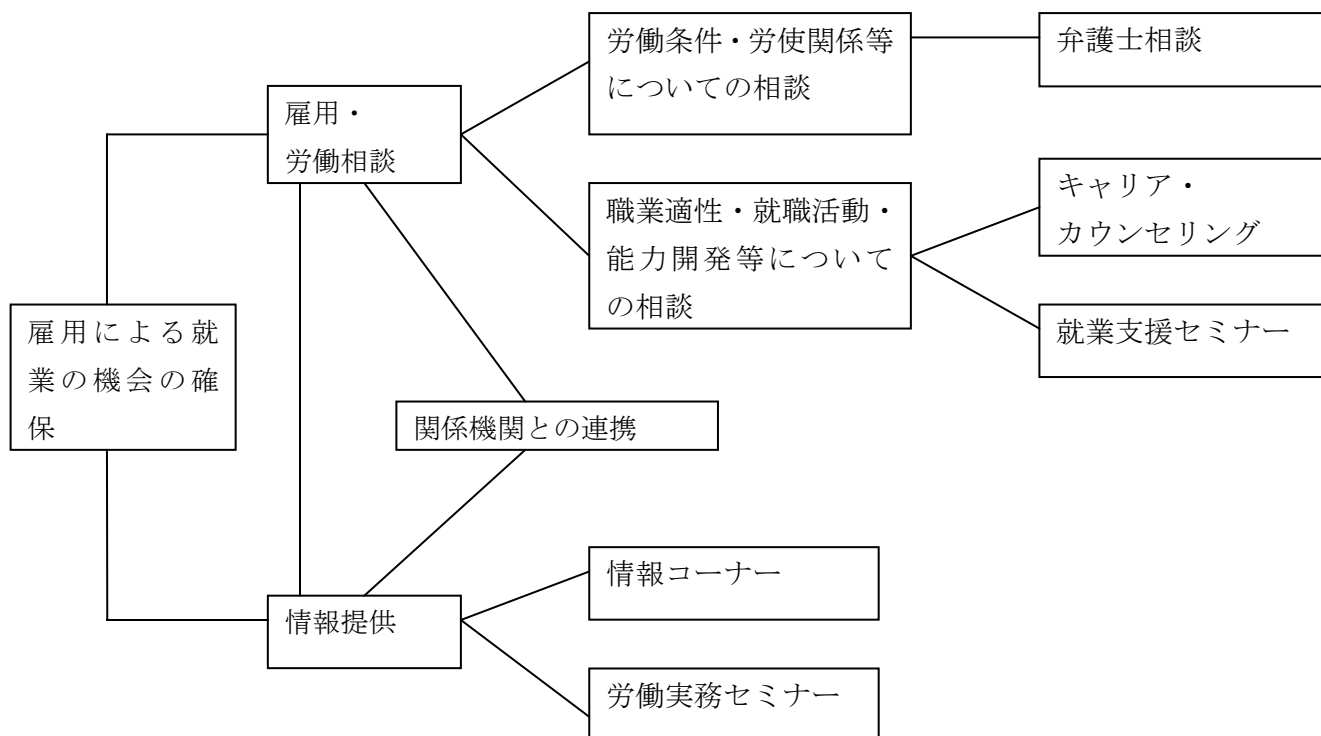 労働条件・労使関係等
についての相談
弁護士相談
雇用・
労働相談
職業適性・就職活動・
能力開発等について
の相談
キャリア・
カウンセリング
就業支援セミナー
雇用による就
業の機会の確
保
関係機関との連携
情報提供
情報コーナー
労働実務セミナー